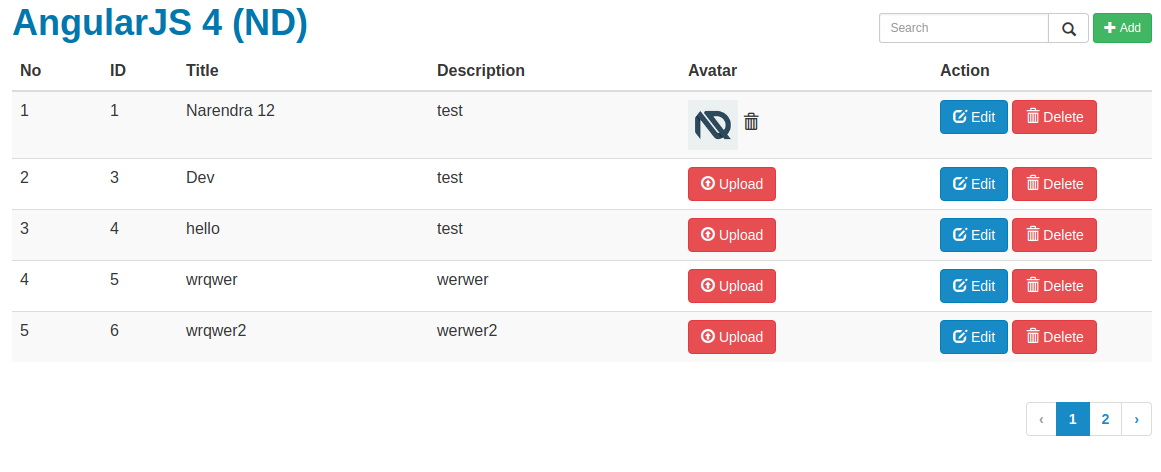 AngularJS 4 (ND)
Search Add
No ID Title Description Avatar Action
1 1 Narendra 12 test ND Edit Delete
2 3 Dev test Upload Edit Delete
3 4 hello test Upload Edit Delete
4 5 wrqwer werwer Upload Edit Delete
5 6 wrqwer2 werwer2 Upload Edit Delete
‹ 1 2 ›